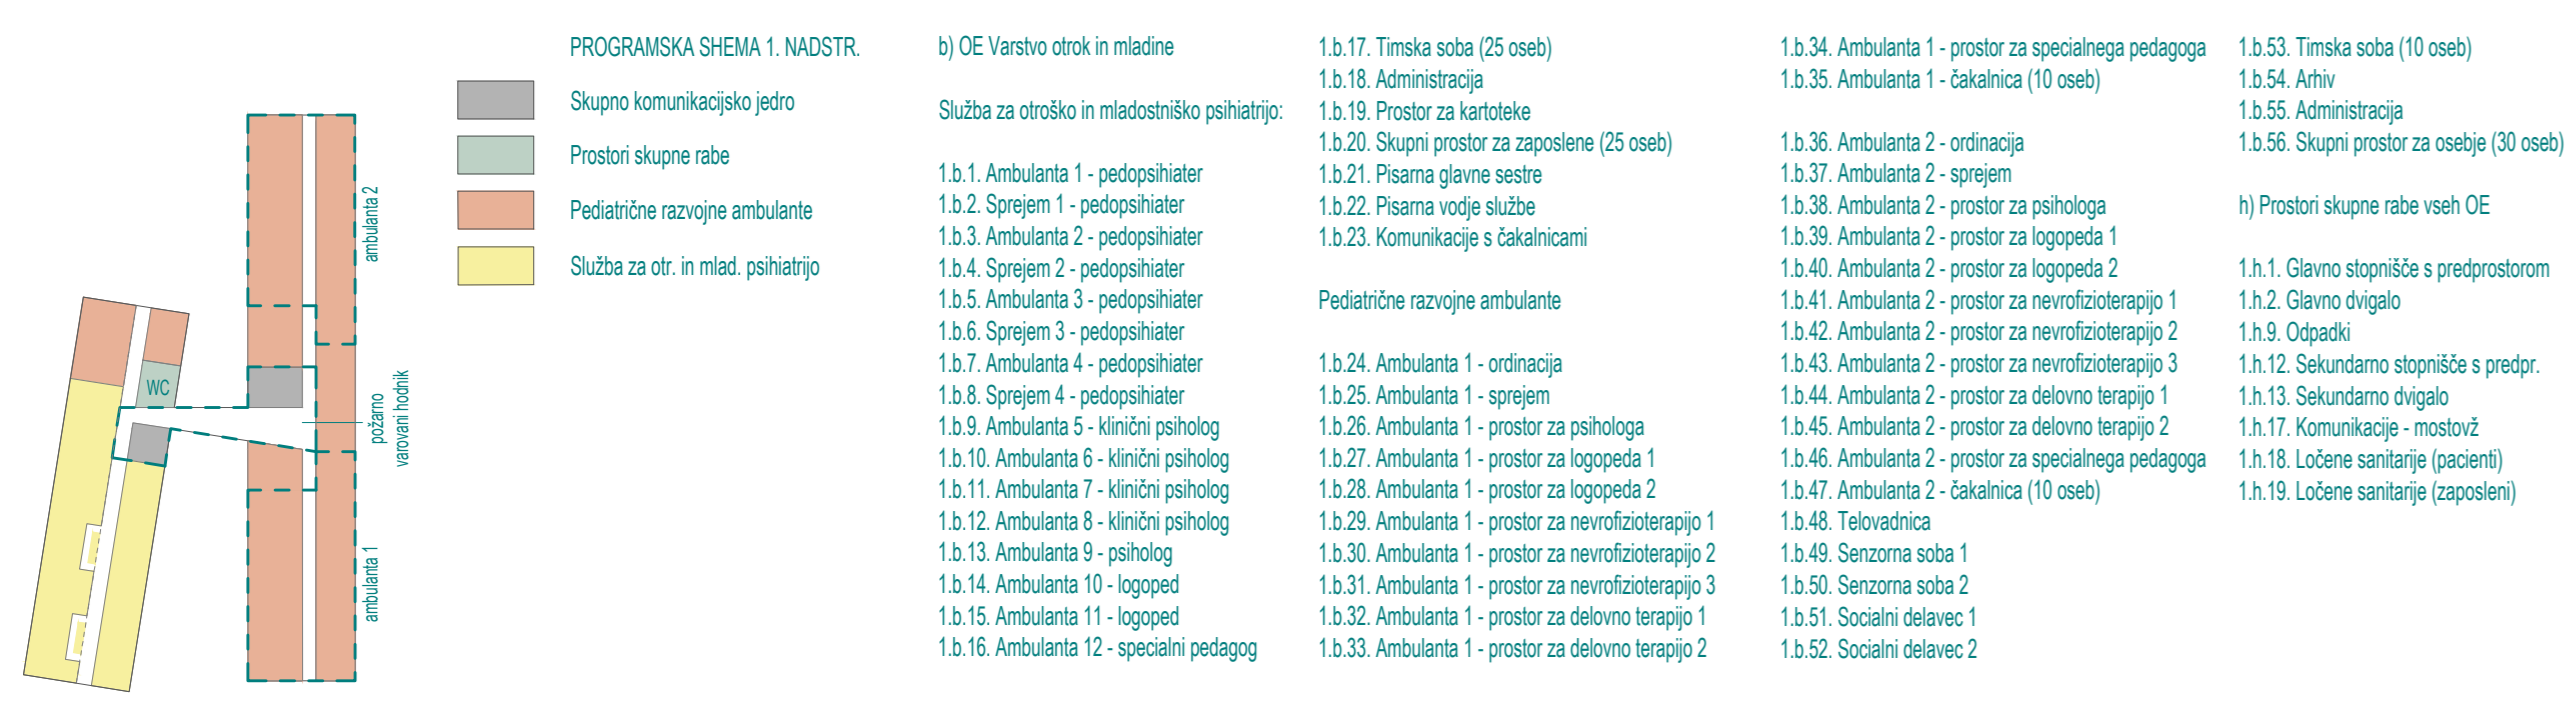 PROGRAMSKA SHEMA 1. NADSTR.
Skupno komunikacijsko jedro
Prostori skupne rabe
Pediatrične razvojne ambulante
Služba za otr. in mlad. psihiatrijo
ambulanta 2
WC
požarno
varovani hodnik
ambulanta 1
b) OE Varstvo otrok in mladine
Služba za otroško in mladostniško psihiatrijo:
1.b.1. Ambulanta 1 - pedopsihiater
1.b.2. Sprejem 1 - pedopsihiater
1.b.3. Ambulanta 2 - pedopsihiater
1.b.4. Sprejem 2 - pedopsihiater
1.b.5. Ambulanta 3 - pedopsihiater
1.b.6. Sprejem 3 - pedopsihiater
1.b.7. Ambulanta 4 - pedopsihiater
1.b.8. Sprejem 4 - pedopsihiater
1.b.9. Ambulanta 5 - klinični psiholog
1.b.10. Ambulanta 6 - klinični psiholog
1.b.11. Ambulanta 7 - klinični psiholog
1.b.12. Ambulanta 8 - klinični psiholog
1.b.13. Ambulanta 9 - psiholog
1.b.14. Ambulanta 10 - logoped
1.b.15. Ambulanta 11 - logoped
1.b.16. Ambulanta 12 - specialni pedagog
1.b.17. Timska soba (25 oseb)
1.b.18. Administracija
1.b.19. Prostor za kartoteke
1.b.20. Skupni prostor za zaposlene (25 oseb)
1.b.21. Pisarna glavne sestre
1.b.22. Pisarna vodje službe
1.b.23. Komunikacije s čakalnicami
Pediatrične razvojne ambulante
1.b.24. Ambulanta 1 - ordinacija
1.b.25. Ambulanta 1 - sprejem
1.b.26. Ambulanta 1 - prostor za psihologa
1.b.27. Ambulanta 1 - prostor za logopeda 1
1.b.28. Ambulanta 1 - prostor za logopeda 2
1.b.29. Ambulanta 1 - prostor za nevrofizioterapijo 1
1.b.30. Ambulanta 1 - prostor za nevrofizioterapijo 2
1.b.31. Ambulanta 1 - prostor za nevrofizioterapijo 3
1.b.32. Ambulanta 1 - prostor za delovno terapijo 1
1.b.33. Ambulanta 1 - prostor za delovno terapijo 2
1.b.34. Ambulanta 1 - prostor za specialnega pedagoga
1.b.35. Ambulanta 1 - čakalnica (10 oseb)
1.b.36. Ambulanta 2 - ordinacija
1.b.37. Ambulanta 2 - sprejem
1.b.38. Ambulanta 2 - prostor za psihologa
1.b.39. Ambulanta 2 - prostor za logopeda 1
1.b.40. Ambulanta 2 - prostor za logopeda 2
1.b.41. Ambulanta 2 - prostor za nevrofizioterapijo 1
1.b.42. Ambulanta 2 - prostor za nevrofizioterapijo 2
1.b.43. Ambulanta 2 - prostor za nevrofizioterapijo 3
1.b.44. Ambulanta 2 - prostor za delovno terapijo 1
1.b.45. Ambulanta 2 - prostor za delovno terapijo 2
1.b.46. Ambulanta 2 - prostor za specialnega pedagoga
1.b.47. Ambulanta 2 - čakalnica (10 oseb)
1.b.48. Telovadnica
1.b.49. Senzorna soba 1
1.b.50. Senzorna soba 2
1.b.51. Socialni delavec 1
1.b.52. Socialni delavec 2
1.b.53. Timska soba (10 oseb)
1.b.54. Arhiv
1.b.55. Administracija
1.b.56. Skupni prostor za osebje (30 oseb)
h) Prostori skupne rabe vseh OE
1.h.1. Glavno stopnišče s predprostorom
1.h.2. Glavno dvigalo
1.h.9. Odpadki
1.h.12. Sekundarno stopnišče s predpr.
1.h.13. Sekundarno dvigalo
1.h.17. Komunikacije - mostovž
1.h.18. Ločene sanitarije (pacienti)
1.h.19. Ločene sanitarije (zaposleni)